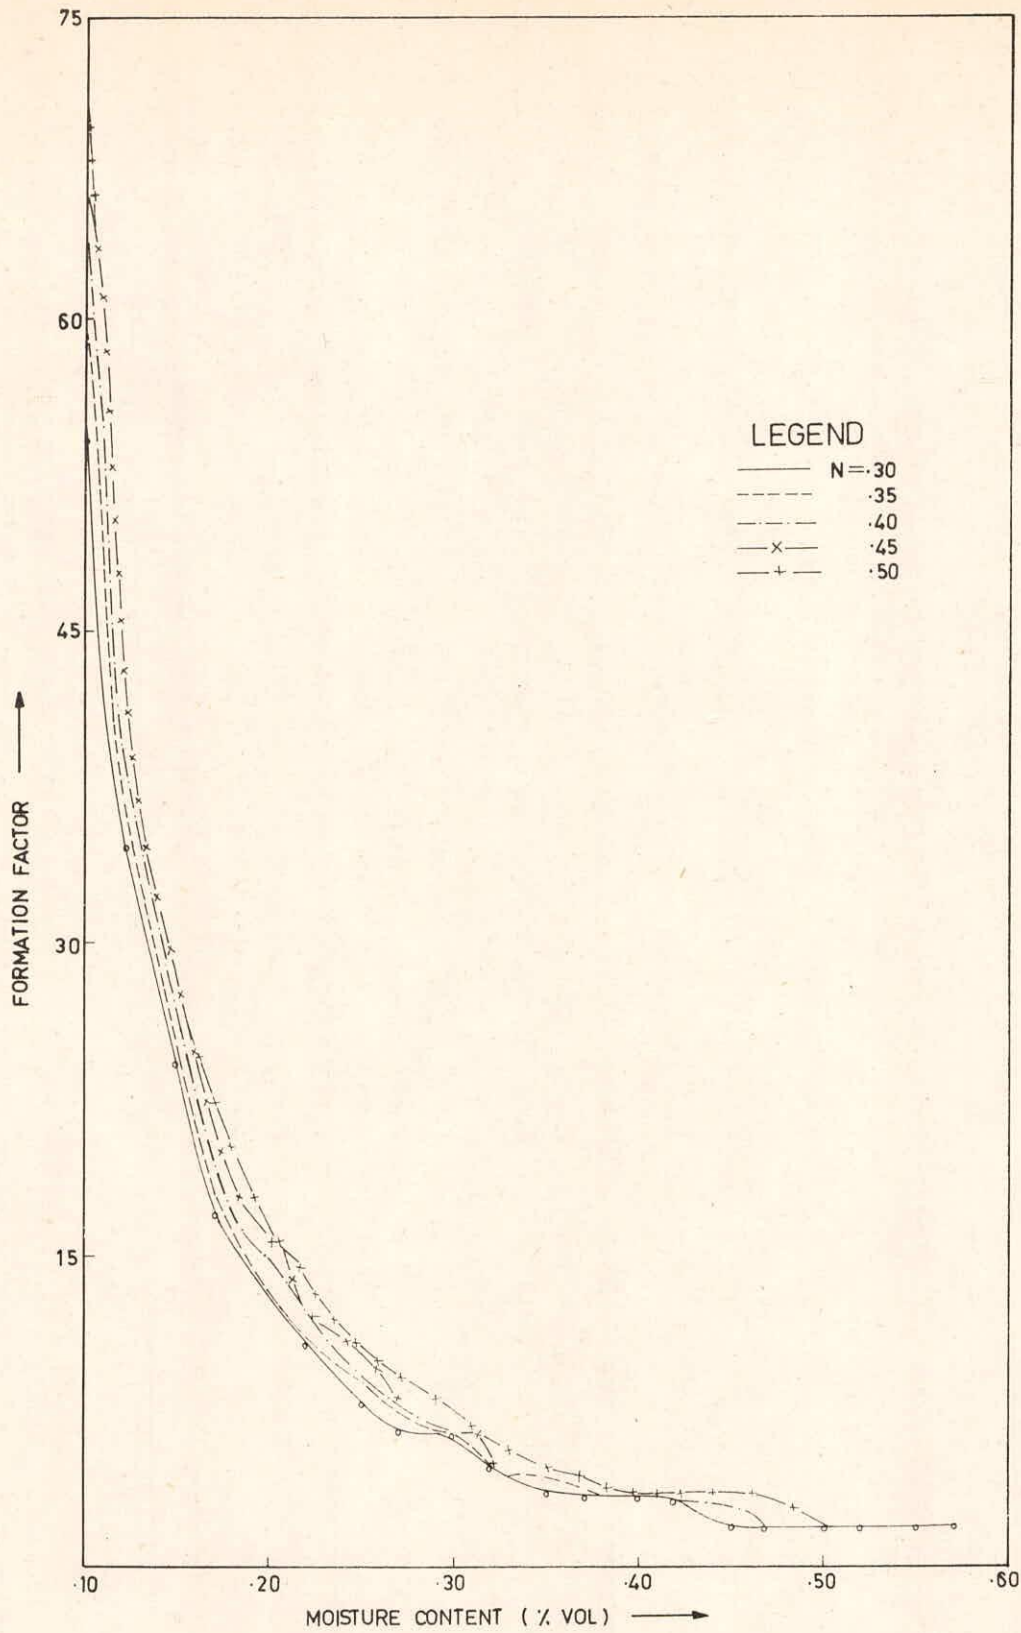 75
60
45
30
15
FORMATION FACTOR
LEGEND
N=·30
·35
·40
·45
·50
·10 ·20 ·30 ·40 ·50 ·60
MOISTURE CONTENT ( % VOL)